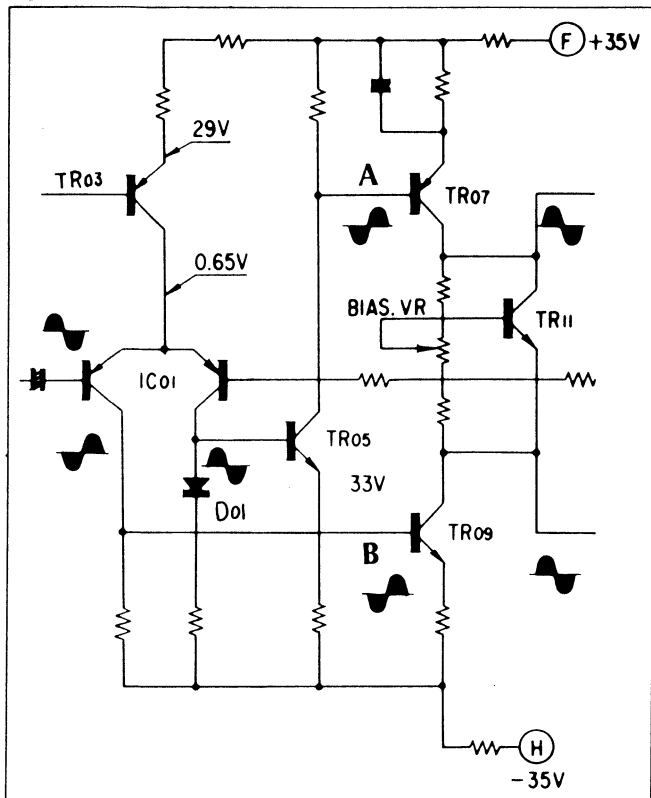 F +35V
29V
TR03
A
TR07
0.65V
BIAS. VR
TR11
IC01
TR05
33V
D01
TR09
B
H
-35V